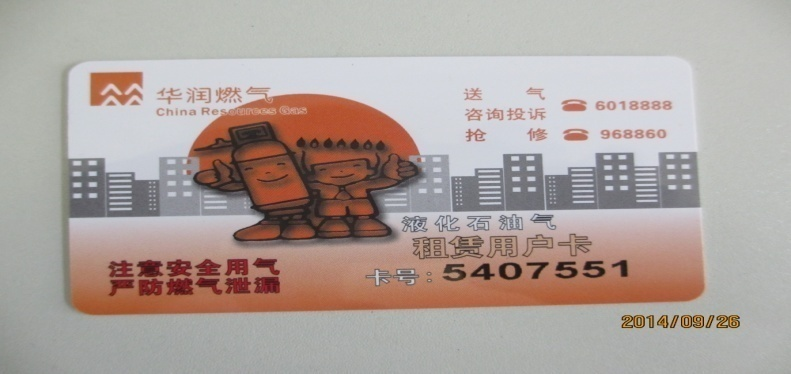 华润燃气
China Resources Gas
送 气
咨询投诉 ☎ 6018888
抢 修 ☎ 968860
液化石油气
租赁用户卡
卡号: 5407551
注意安全用气
严防燃气泄漏
2014/09/26